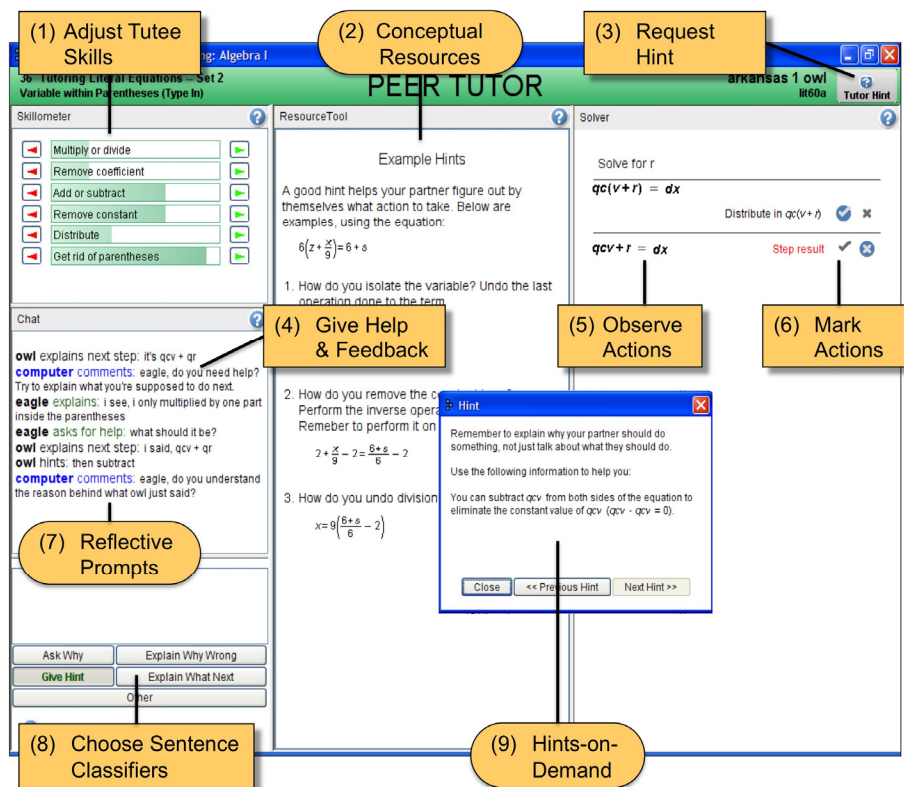 (1) Adjust Tutee
Skills
(2) Conceptual
Resources
(3) Request
Hint
ng: Algebra I
36 Tutoring Literal Equations -- Set 2
Variable within Parentheses (Type In)
PEER TUTOR
arkansas 1 owl
lit60a
Tutor Hint
Skillometer
Multiply or divide
Remove coefficient
Add or subtract
Remove constant
Distribute
Get rid of parentheses
Chat
owl explains next step: it's qcv + qr
computer comments: eagle, do you need help?
Try to explain what you're supposed to do next.
eagle explains: i see, i only multiplied by one part
inside the parentheses
eagle asks for help: what should it be?
owl explains next step: i said, qcv + qr
owl hints: then subtract
computer comments: eagle, do you understand
the reason behind what owl just said?
(4) Give Help
& Feedback
(7) Reflective
Prompts
Ask Why
Explain Why Wrong
Give Hint
Explain What Next
Other
(8) Choose Sentence
Classifiers
ResourceTool
Example Hints
A good hint helps your partner figure out by
themselves what action to take. Below are
examples, using the equation:
6(z+x/9)=6+s
1. How do you isolate the variable? Undo the last
operation done to the term
2. How do you remove the
Perform the inverse
Remeber to perform it on
2+x/9-2=(6+s)/6-2
3. How do you undo division
x=9((6+s)/6-2)
Solver
Solve for r
qc(v+r) = dx
Distribute in qc(v+r)
qcv+r = dx
Step result
(5) Observe
Actions
(6) Mark
Actions
Hint
Remember to explain why your partner should do
something, not just talk about what they should do.
Use the following information to help you:
You can subtract qcv from both sides of the equation to
eliminate the constant value of qcv (qcv - qcv = 0).
Close
<< Previous Hint
Next Hint >>
(9) Hints-on-
Demand